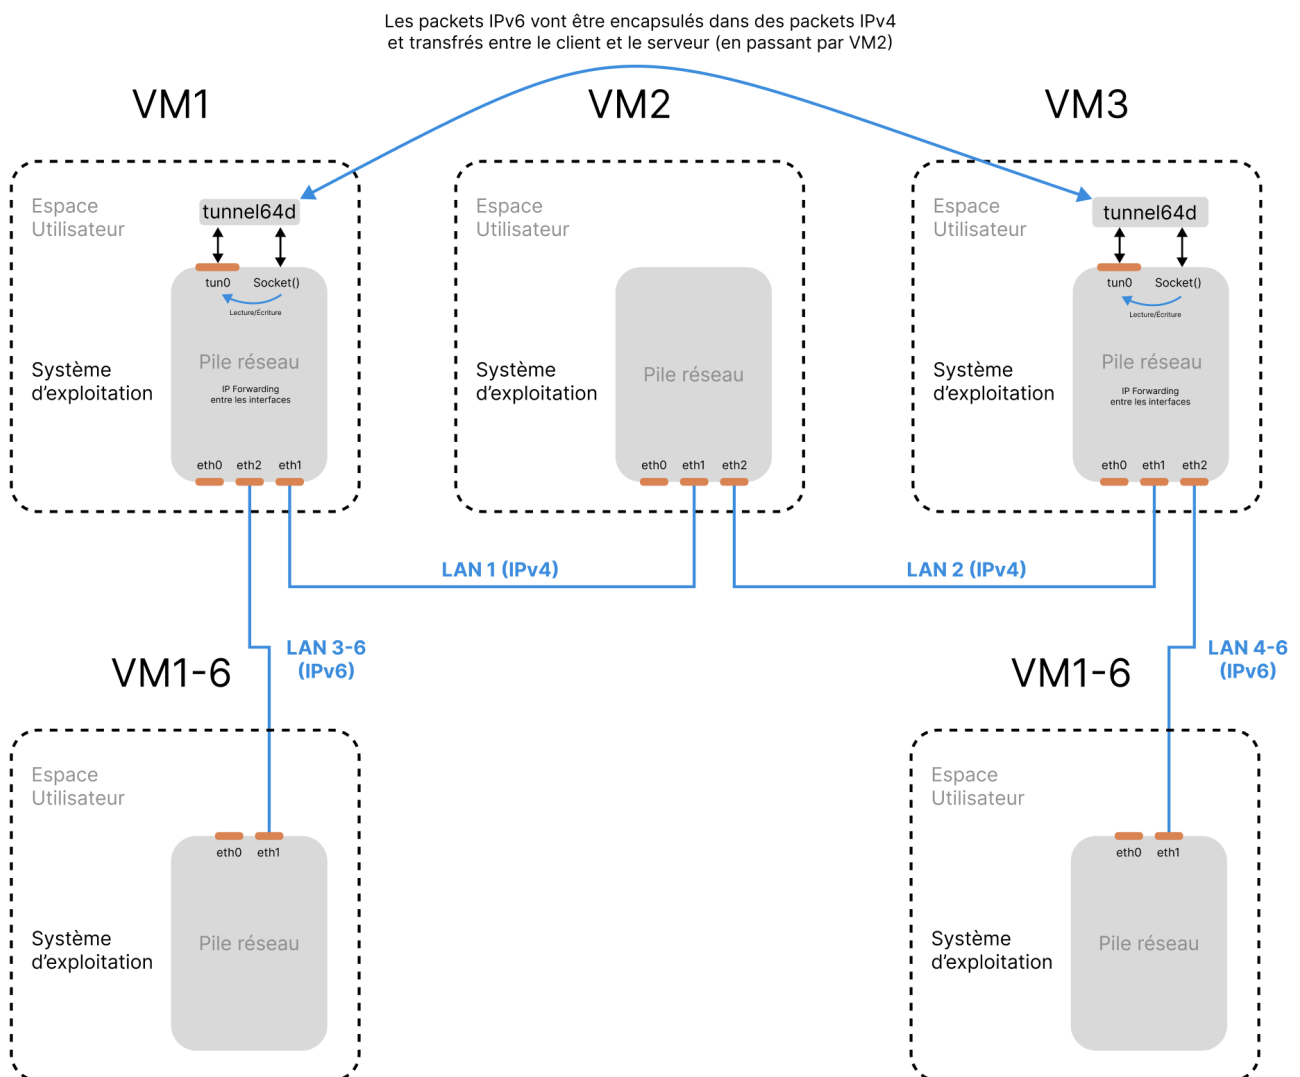 Les packets IPv6 vont être encapsulés dans des packets IPv4
et transfrés entre le client et le serveur (en passant par VM2)
VM1
VM2
VM3
Espace
Utilisateur
tunnel64d
tun0
Socket()
Lecture/Écriture
Système
d'exploitation
Pile réseau
IP Forwarding
entre les interfaces
eth0
eth2
eth1
Espace
Utilisateur
Système
d'exploitation
Pile réseau
eth0
eth1
eth2
Espace
Utilisateur
tunnel64d
tun0
Socket()
Lecture/Écriture
Système
d'exploitation
Pile réseau
IP Forwarding
entre les interfaces
eth0
eth1
eth2
LAN 1 (IPv4)
LAN 2 (IPv4)
LAN 3-6
(IPv6)
LAN 4-6
(IPv6)
VM1-6
Espace
Utilisateur
eth0
eth1
Système
d'exploitation
Pile réseau
VM1-6
Espace
Utilisateur
eth0
eth1
Système
d'exploitation
Pile réseau